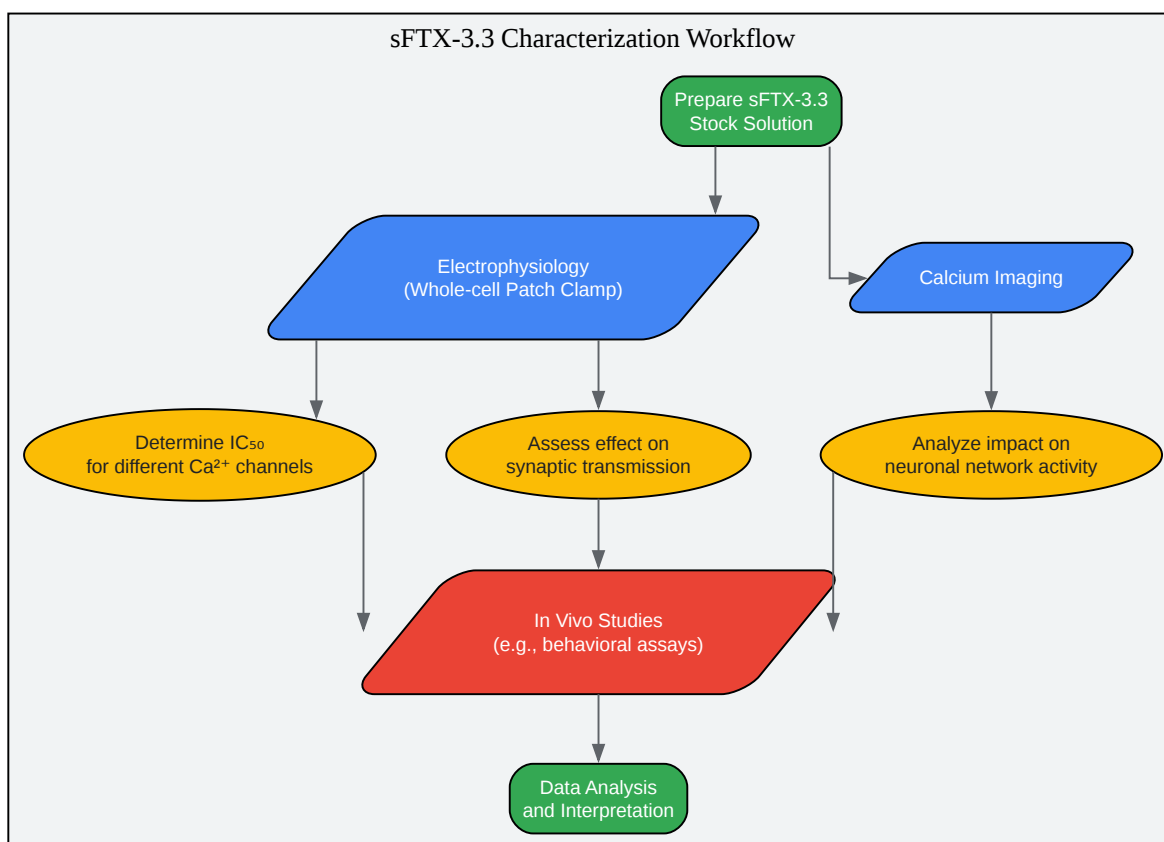 sFTX-3.3 Characterization Workflow
Prepare sFTX-3.3
Stock Solution
Electrophysiology
(Whole-cell Patch Clamp)
Calcium Imaging
Determine IC₅₀
for different Ca²⁺ channels
Assess effect on
synaptic transmission
Analyze impact on
neuronal network activity
In Vivo Studies
(e.g., behavioral assays)
Data Analysis
and Interpretation